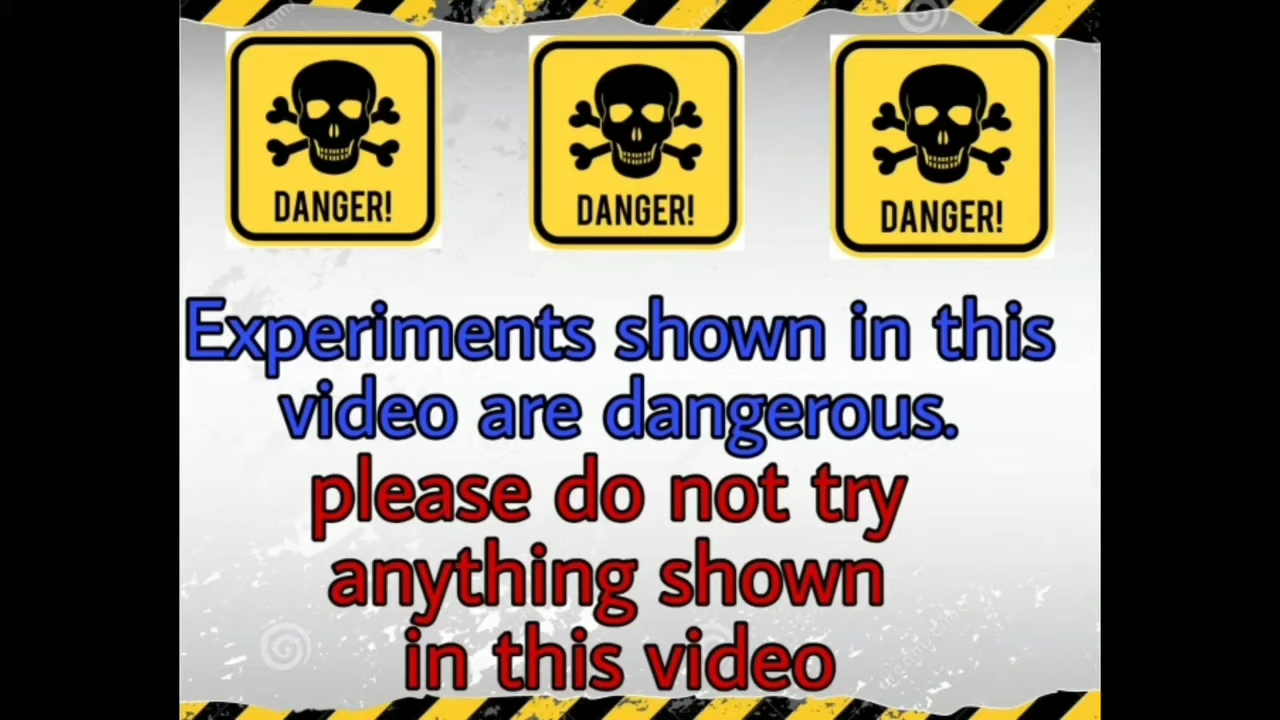 DANGER!
DANGER!
DANGER!
Experiments shown in this
video are dangerous.
please do not try
anything shown
in this video